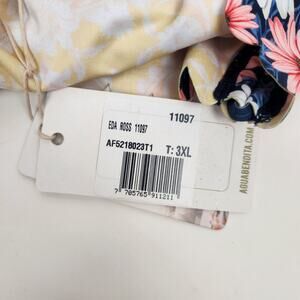 11097
EDA ROSS 11097
AF5218023T1 T: 3XL
7 705765 911211
AGUABENDITA.COM